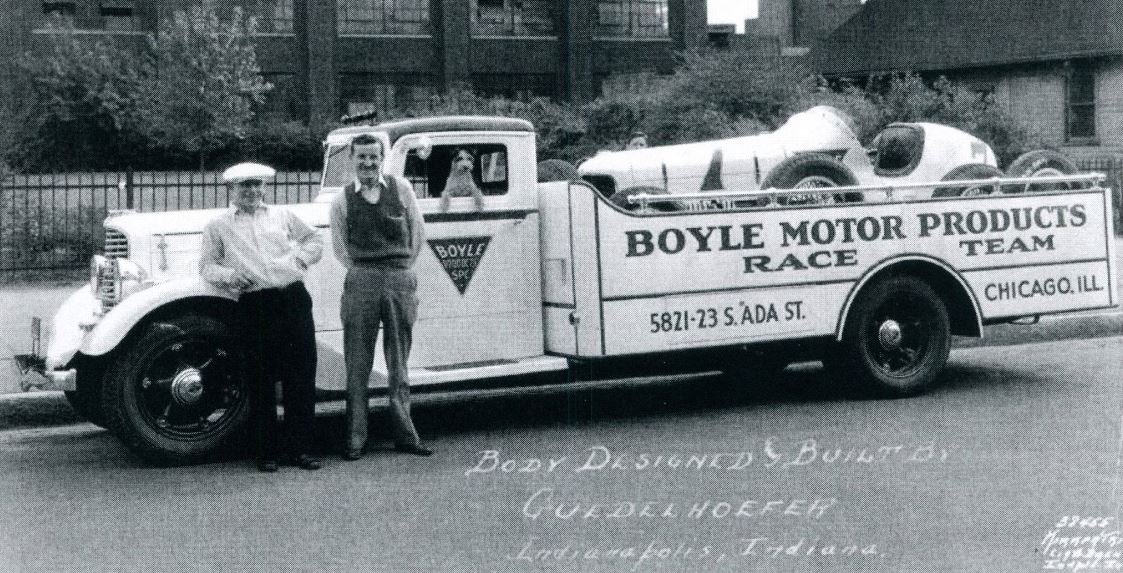 BOYLE
SPL
BOYLE MOTOR PRODUCTS
RACE TEAM
5821-23 S. ADA ST.
CHICAGO. ILL
BODY DESIGNED & BUILT BY
GUEDELHOEFER
Indianapolis, Indiana.